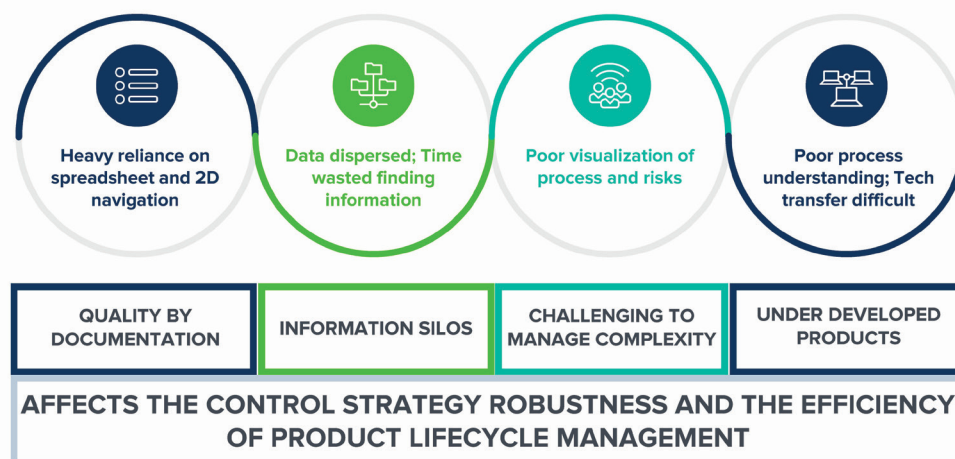 Heavy reliance on
spreadsheet and 2D
navigation
Data dispersed; Time
wasted finding
information
Poor visualization of
process and risks
Poor process
understanding; Tech
transfer difficult
QUALITY BY
DOCUMENTATION
INFORMATION SILOS
CHALLENGING TO
MANAGE COMPLEXITY
UNDER DEVELOPED
PRODUCTS
AFFECTS THE CONTROL STRATEGY ROBUSTNESS AND THE EFFICIENCY
OF PRODUCT LIFECYCLE MANAGEMENT